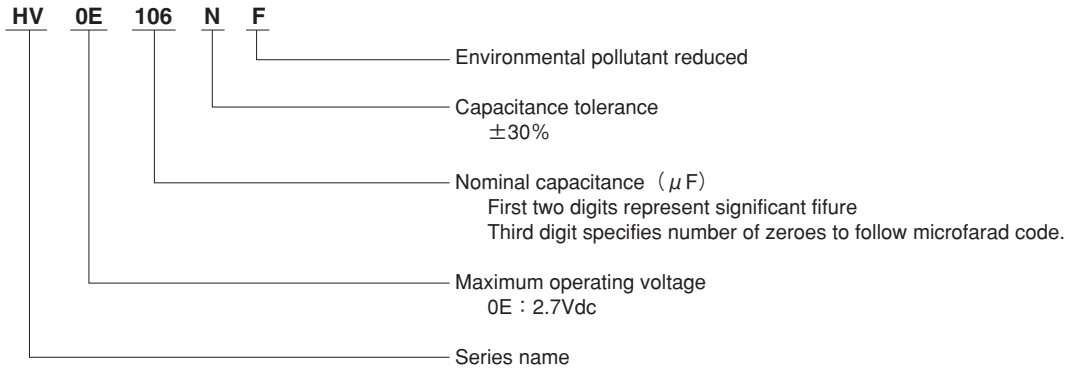 HV 0E 106 N F
Environmental pollutant reduced
Capacitance tolerance
±30%
Nominal capacitance（μF）
First two digits represent significant fifure
Third digit specifies number of zeroes to follow microfarad code.
Maximum operating voltage
0E：2.7Vdc
Series name